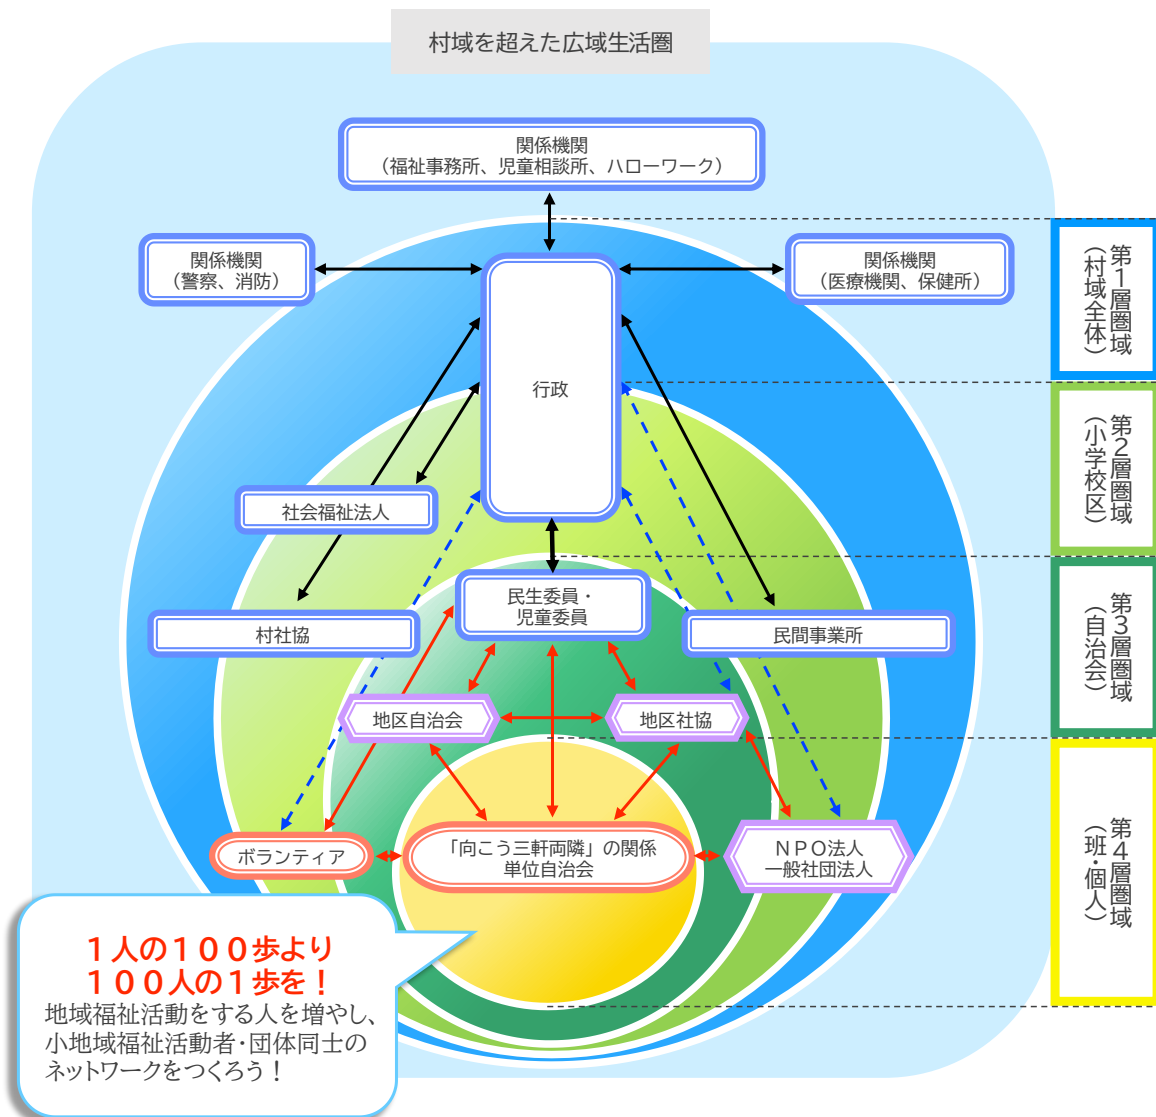 村域を超えた広域生活圏
関係機関
（福祉事務所、児童相談所、ハローワーク）
関係機関
（警察、消防）
関係機関
（医療機関、保健所）
行政
社会福祉法人
村社協
民生委員・
児童委員
民間事業所
地区自治会
地区社協
ボランティア
「向こう三軒両隣」の関係
単位自治会
ＮＰＯ法人
一般社団法人
第１層圏域
（村域全体）
第２層圏域
（小学校区）
第３層圏域
（自治会）
第４層圏域
（班・個人）
１人の１００歩より
１００人の１歩を！
地域福祉活動をする人を増やし、
小地域福祉活動者・団体同士の
ネットワークをつくろう！